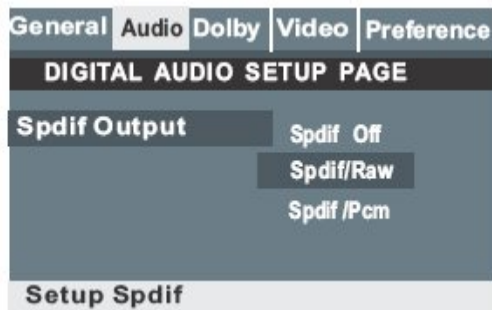 General Audio Dolby Video Preference
DIGITAL AUDIO SETUP PAGE
Spdif Output
Spdif Off
Spdif/Raw
Spdif /Pcm
Setup Spdif